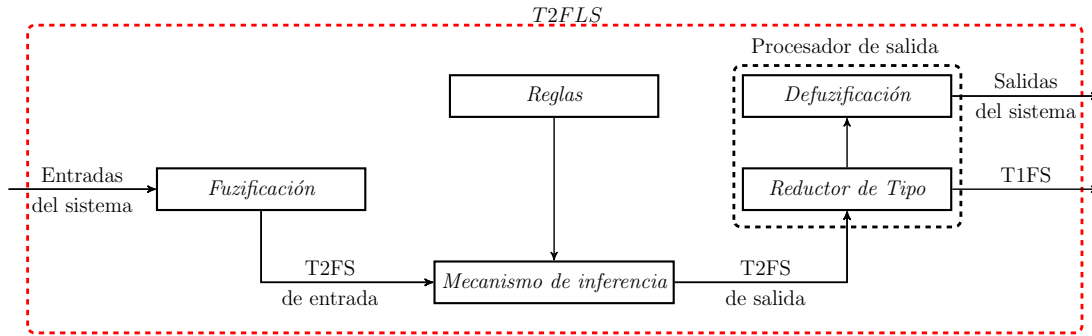 T2FLS
Procesador de salida
Reglas
Defuzificación
Salidas
del sistema
Entradas
del sistema
Fuzificación
Reductor de Tipo
T1FS
T2FS
de entrada
Mecanismo de inferencia
T2FS
de salida